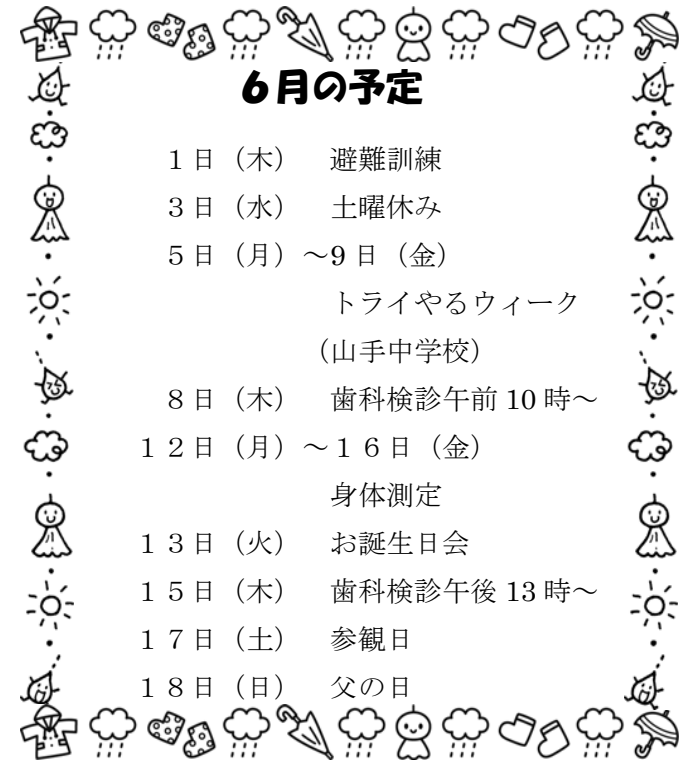 ６月の予定
１日（木）　避難訓練
３日（水）　土曜休み
５日（月）～9日（金）
トライやるウィーク
（山手中学校）
８日（木）　歯科検診午前10時～
１２日（月）～１６日（金）
身体測定
１３日（火）　お誕生日会
１５日（木）　歯科検診午後13時～
１７日（土）　参観日
１８日（日）　父の日